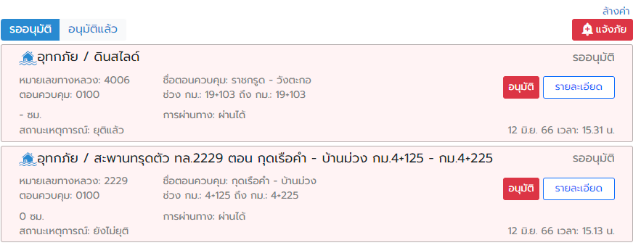 ล้างค่า
รออนุมัติ อนุมัติแล้ว แจ้งภัย
อุทกภัย / ดินสไลด์ รออนุมัติ
หมายเลขทางหลวง: 4006 ชื่อตอนควบคุม: ราชกรูด - วังตะกอ
ตอนควบคุม: 0100 ช่วง กม.: 19+103 ถึง กม.: 19+103
อนุมัติ รายละเอียด
- ซม. การผ่านทาง: ผ่านได้
สถานะเหตุการณ์: ยุติแล้ว 12 มิ.ย. 66 เวลา: 15.31 น.
อุทกภัย / สะพานทรุดตัว ทล.2229 ตอน กุดเรือคำ - บ้านม่วง กม.4+125 - กม.4+225 รออนุมัติ
หมายเลขทางหลวง: 2229 ชื่อตอนควบคุม: กุดเรือคำ - บ้านม่วง
ตอนควบคุม: 0100 ช่วง กม.: 4+125 ถึง กม.: 4+225
อนุมัติ รายละเอียด
0 ซม. การผ่านทาง: ผ่านได้
สถานะเหตุการณ์: ยังไม่ยุติ 12 มิ.ย. 66 เวลา: 15.13 น.